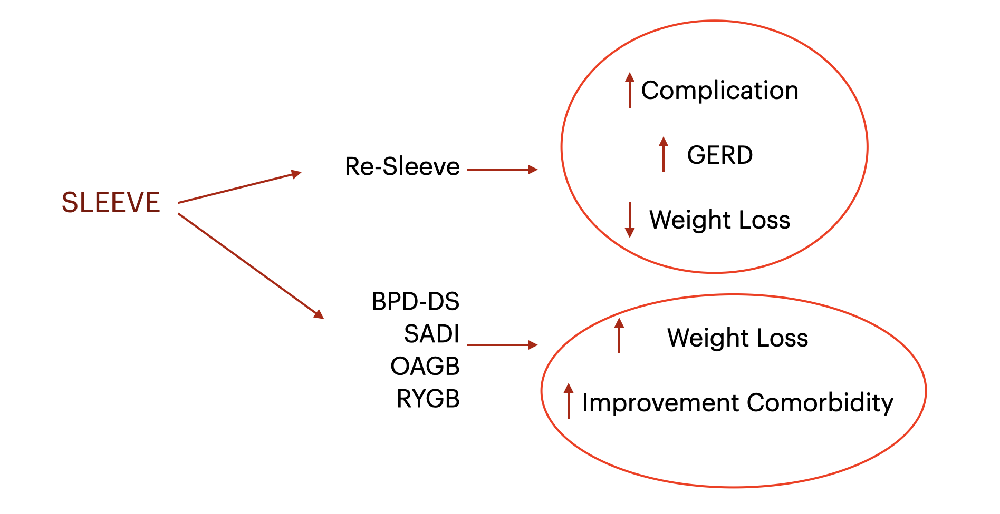 SLEEVE
Re-Sleeve
Complication
GERD
Weight Loss
BPD-DS
SADI
OAGB
RYGB
Weight Loss
Improvement Comorbidity